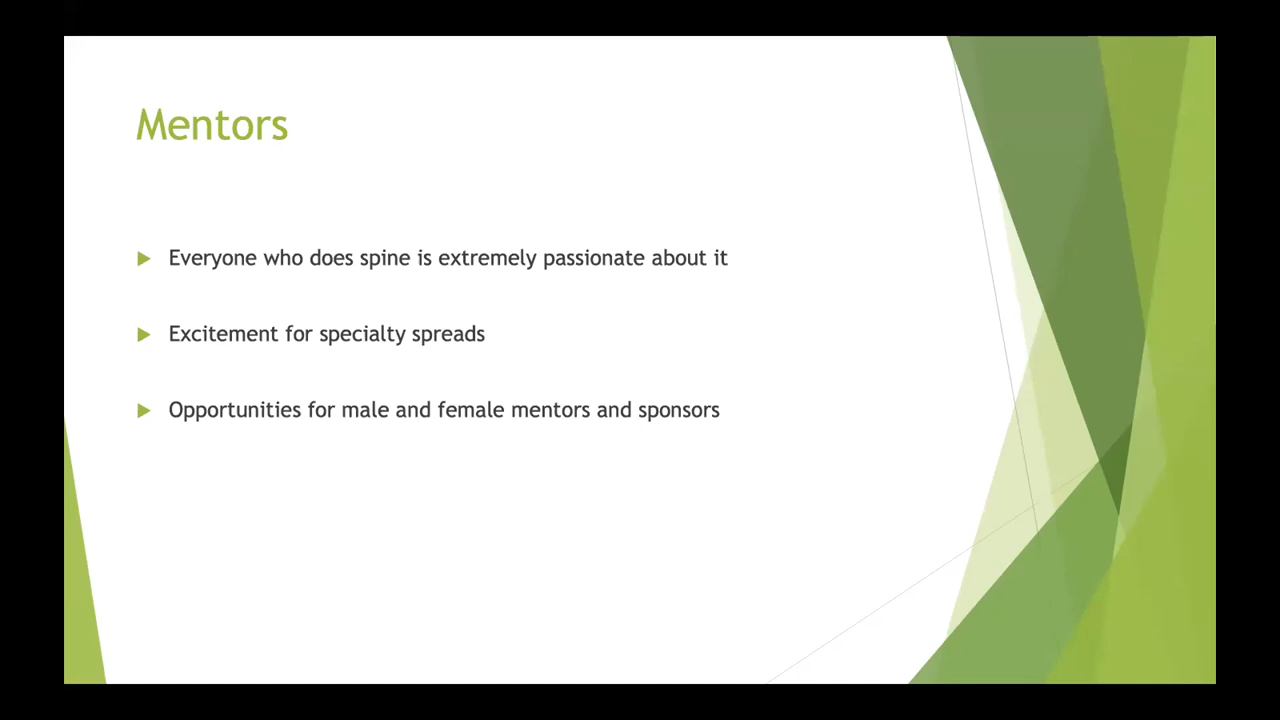 Mentors
Everyone who does spine is extremely passionate about it
Excitement for specialty spreads
Opportunities for male and female mentors and sponsors